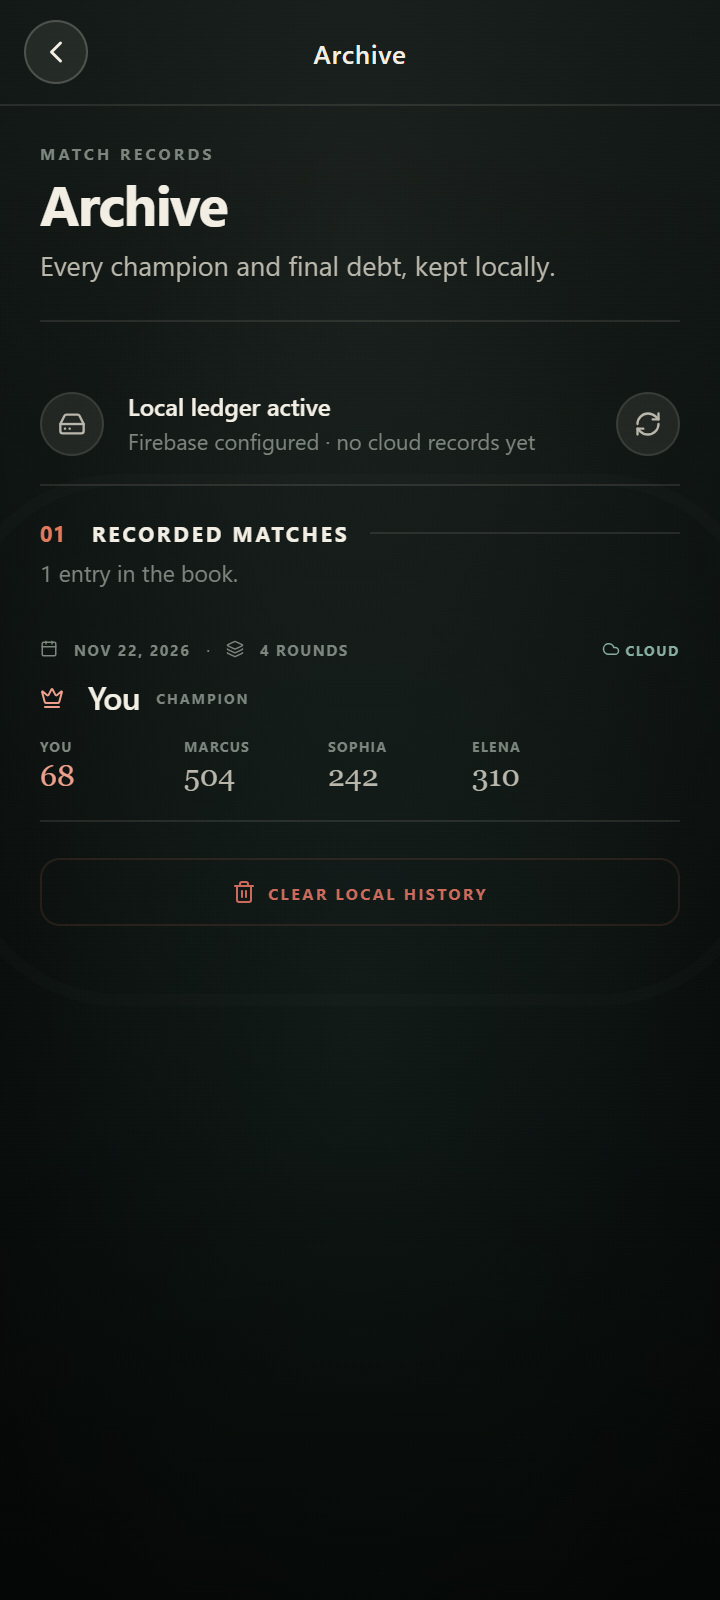 Archive
MATCH RECORDS
Archive
Every champion and final debt, kept locally.
Local ledger active
Firebase configured · no cloud records yet
01 RECORDED MATCHES
1 entry in the book.
NOV 22, 2026 · 4 ROUNDS CLOUD
You CHAMPION
YOU MARCUS SOPHIA ELENA
68 504 242 310
CLEAR LOCAL HISTORY